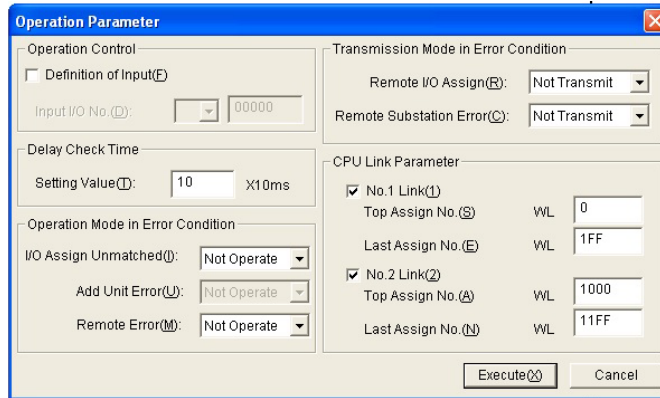 Operation Parameter
Operation Control
Definition of Input(F)
Input I/O No.(D): 00000
Delay Check Time
Setting Value(T): 10 X10ms
Operation Mode in Error Condition
I/O Assign Unmatched(I): Not Operate
Add Unit Error(U): Not Operate
Remote Error(M): Not Operate
Transmission Mode in Error Condition
Remote I/O Assign(R): Not Transmit
Remote Substation Error(C): Not Transmit
CPU Link Parameter
No.1 Link(1)
Top Assign No.(S) WL 0
Last Assign No.(E) WL 1FF
No.2 Link(2)
Top Assign No.(A) WL 1000
Last Assign No.(N) WL 11FF
Execute(X) Cancel